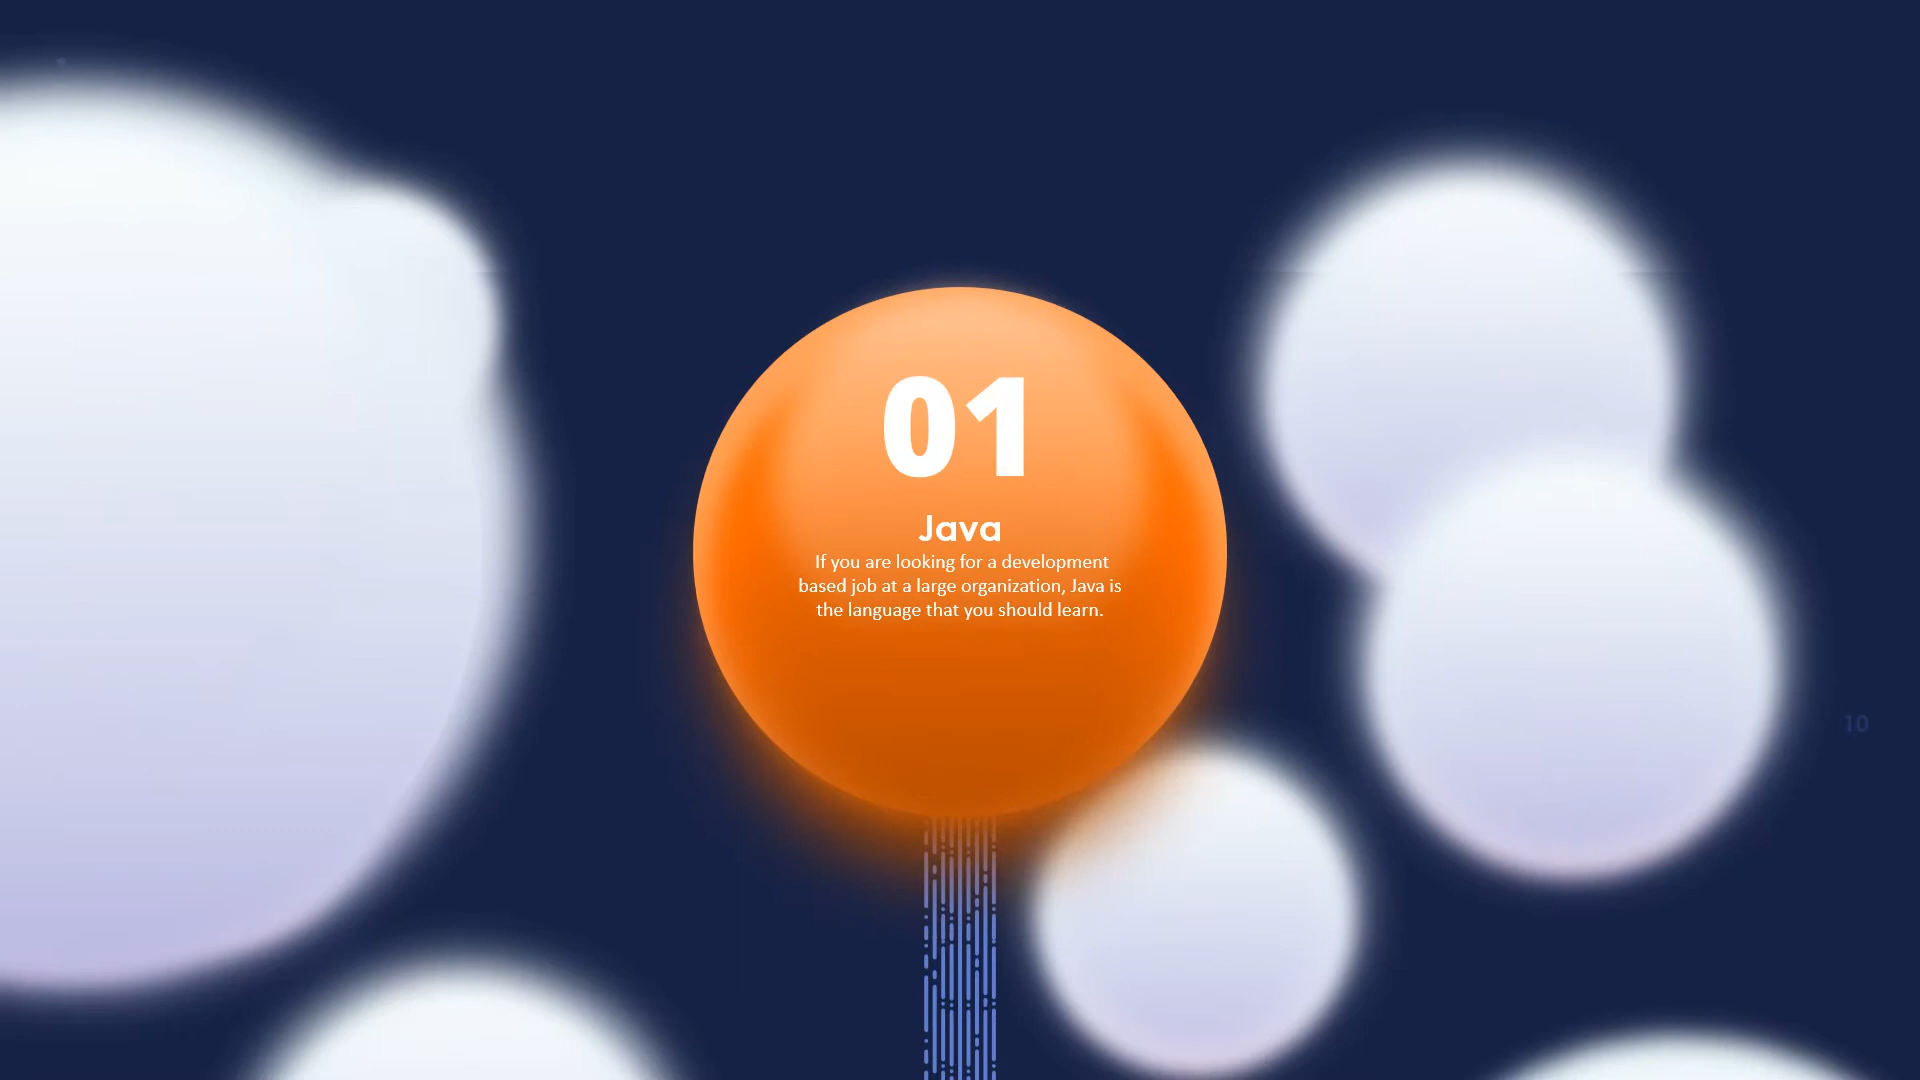 01
Java
If you are looking for a development
based job at a large organization, Java is
the language that you should learn.
10